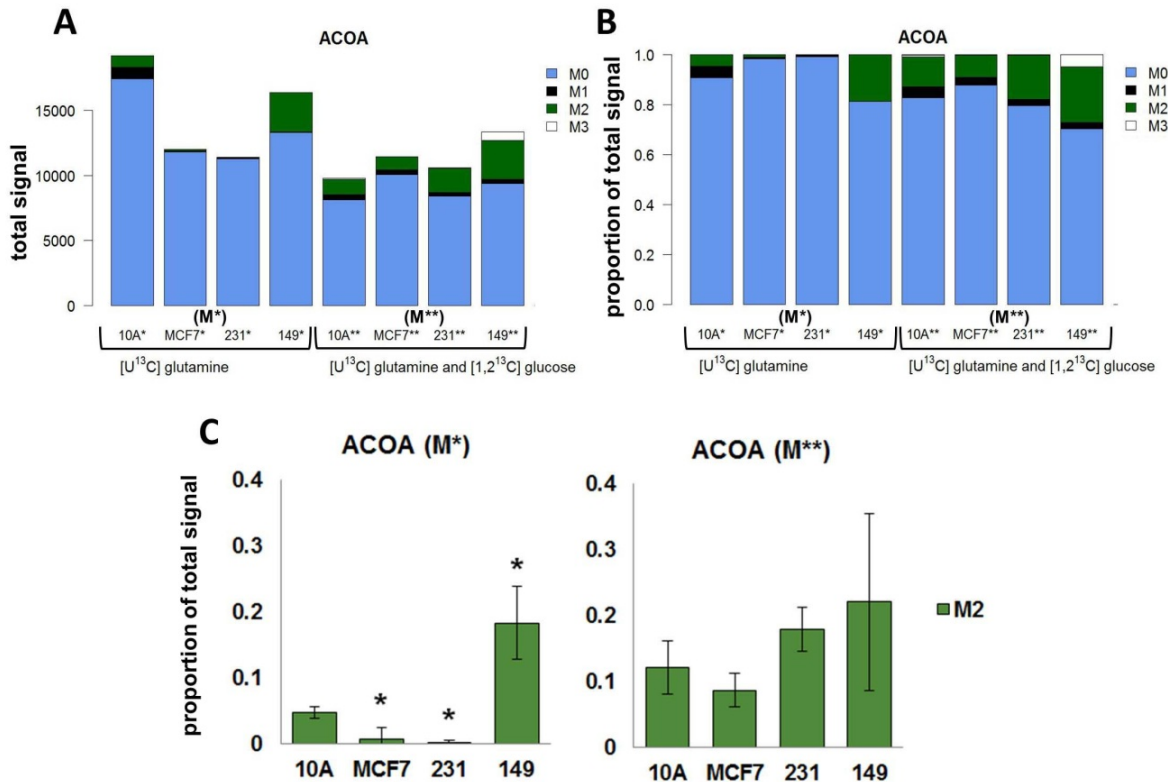 A
ACOA
total signal
15000
10000
5000
0
M0
M1
M2
M3
(M*)
(M**)
10A* MCF7* 231* 149* 10A** MCF7** 231** 149**
[U¹³C] glutamine
[U¹³C] glutamine and [1,2¹³C] glucose
B
ACOA
proportion of total signal
1.0
0.8
0.6
0.4
0.2
0.0
M0
M1
M2
M3
(M*)
(M**)
10A* MCF7* 231* 149* 10A** MCF7** 231** 149**
[U¹³C] glutamine
[U¹³C] glutamine and [1,2¹³C] glucose
C
ACOA (M*)
proportion of total signal
0.4
0.3
0.2
0.1
0
* * *
10A MCF7 231 149
ACOA (M**)
0.4
0.3
0.2
0.1
0
10A MCF7 231 149
M2